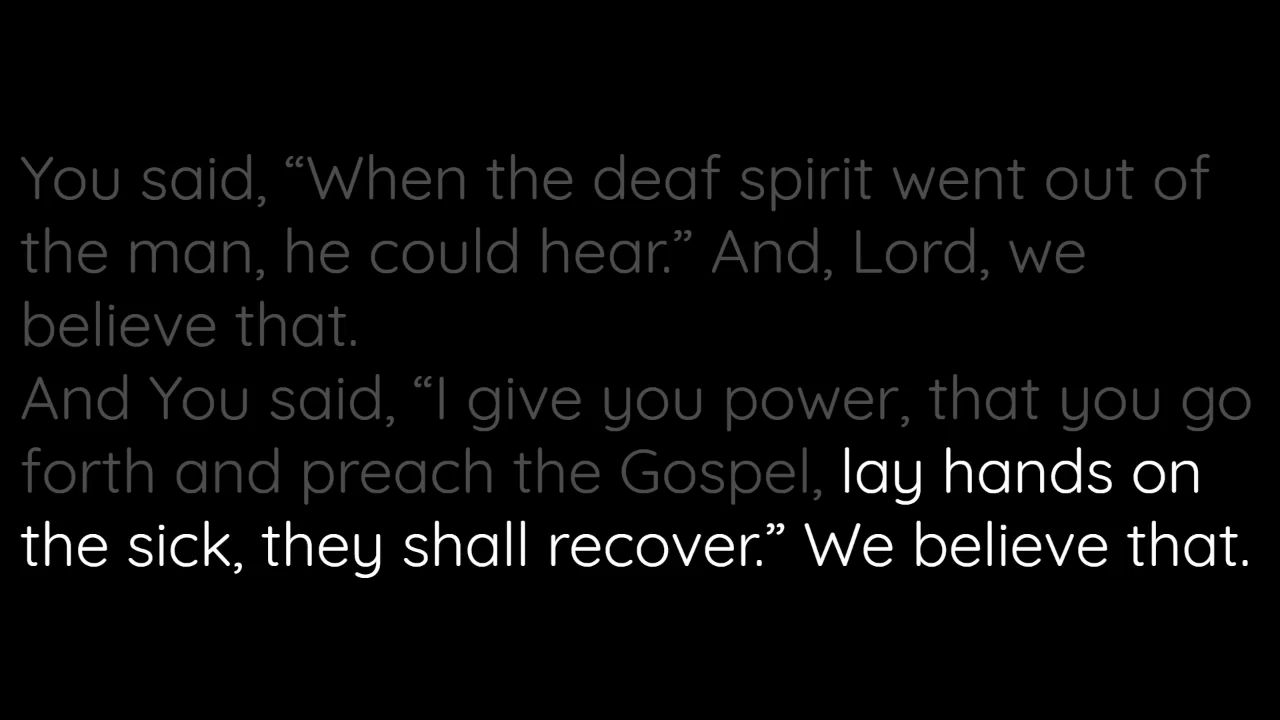 You said, “When the deaf spirit went out of
the man, he could hear.” And, Lord, we
believe that.
And You said, “I give you power, that you go
forth and preach the Gospel, lay hands on
the sick, they shall recover.” We believe that.